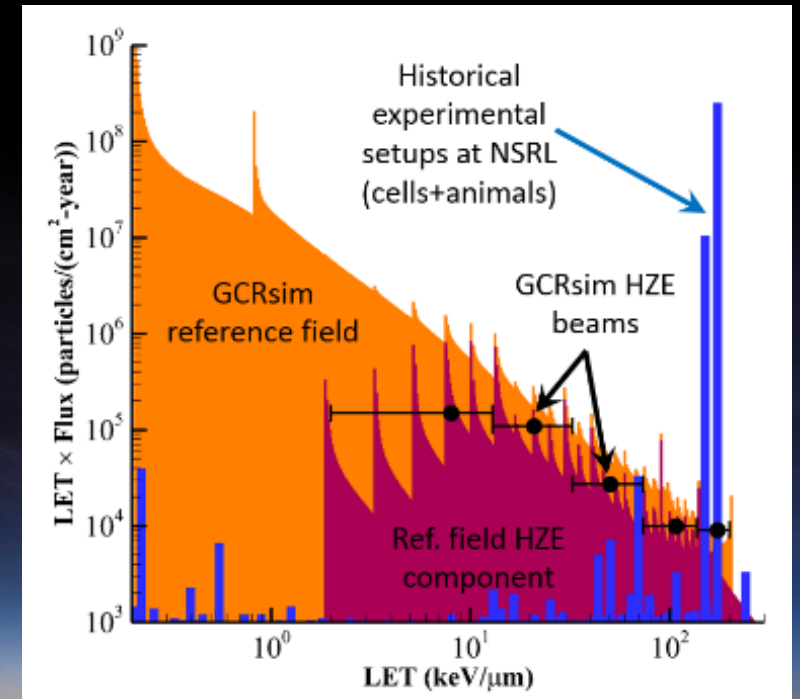 10⁹
10⁸
10⁷
10⁶
10⁵
10⁴
10³
LET × Flux (particles/(cm²-year))
Historical
experimental
setups at NSRL
(cells+animals)
GCRsim
reference field
GCRsim HZE
beams
Ref. field HZE
component
10⁰
10¹
10²
LET (keV/μm)